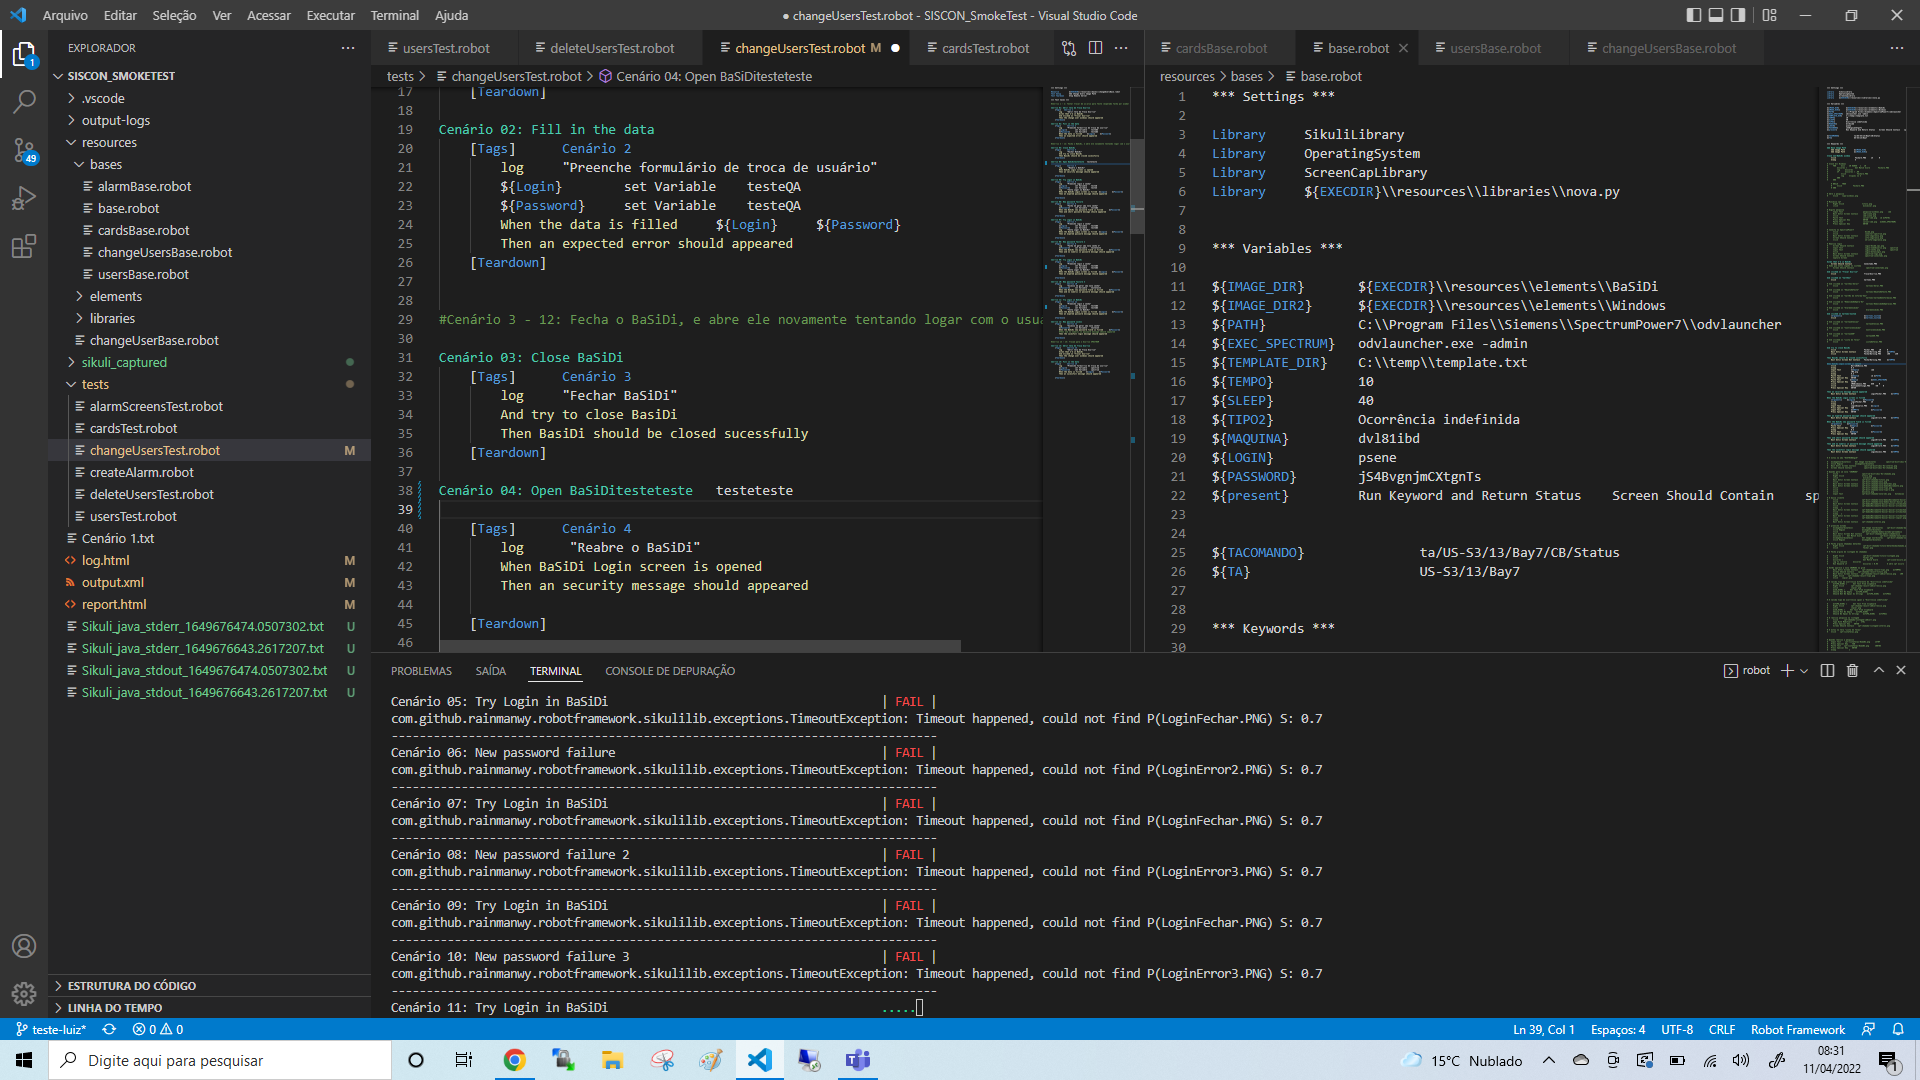 Arquivo Editar Seleção Ver Acessar Executar Terminal Ajuda
● changeUsersTest.robot - SISCON_SmokeTest - Visual Studio Code
EXPLORADOR
SISCON_SMOKETEST
.vscode
output-logs
resources
bases
alarmBase.robot
base.robot
cardsBase.robot
changeUsersBase.robot
usersBase.robot
elements
libraries
changeUserBase.robot
sikuli_captured
tests
alarmScreensTest.robot
cardsTest.robot
changeUsersTest.robot M
createAlarm.robot
deleteUsersTest.robot
usersTest.robot
Cenário 1.txt
log.html M
output.xml M
report.html M
Sikuli_java_stderr_1649676474.0507302.txt U
Sikuli_java_stderr_1649676643.2617207.txt U
Sikuli_java_stdout_1649676474.0507302.txt U
Sikuli_java_stdout_1649676643.2617207.txt U
ESTRUTURA DO CÓDIGO
LINHA DO TEMPO
1
49
usersTest.robot deleteUsersTest.robot changeUsersTest.robot M ● cardsTest.robot
tests > changeUsersTest.robot > Cenário 04: Open BaSiDitesteteste
17 [Teardown]
18
19 Cenário 02: Fill in the data
20 [Tags] Cenário 2
21 log "Preenche formulário de troca de usuário"
22 ${Login} set Variable testeQA
23 ${Password} set Variable testeQA
24 When the data is filled ${Login} ${Password}
25 Then an expected error should appeared
26 [Teardown]
27
28
29 #Cenário 3 - 12: Fecha o BaSiDi, e abre ele novamente tentando logar com o usu
30
31 Cenário 03: Close BaSiDi
32 [Tags] Cenário 3
33 log "Fechar BaSiDi"
34 And try to close BasiDi
35 Then BasiDi should be closed sucessfully
36 [Teardown]
37
38 Cenário 04: Open BaSiDitesteteste testeteste
39
40 [Tags] Cenário 4
41 log "Reabre o BaSiDi"
42 When BaSiDi Login screen is opened
43 Then an security message should appeared
44
45 [Teardown]
46
cardsBase.robot base.robot usersBase.robot changeUsersBase.robot
resources > bases > base.robot
1 *** Settings ***
2
3 Library SikuliLibrary
4 Library OperatingSystem
5 Library ScreenCapLibrary
6 Library ${EXECDIR}\\resources\\libraries\\nova.py
7
8
9 *** Variables ***
10
11 ${IMAGE_DIR} ${EXECDIR}\\resources\\elements\\BaSiDi
12 ${IMAGE_DIR2} ${EXECDIR}\\resources\\elements\\Windows
13 ${PATH} C:\\Program Files\\Siemens\\SpectrumPower7\\odvlauncher
14 ${EXEC_SPECTRUM} odvlauncher.exe -admin
15 ${TEMPLATE_DIR} C:\\temp\\template.txt
16 ${TEMPO} 10
17 ${SLEEP} 40
18 ${TIPO2} Ocorrência indefinida
19 ${MAQUINA} dvl81ibd
20 ${LOGIN} psene
21 ${PASSWORD} jS4BvgnjmCXtgnTs
22 ${present} Run Keyword and Return Status Screen Should Contain sp
23
24
25 ${TACOMANDO} ta/US-S3/13/Bay7/CB/Status
26 ${TA} US-S3/13/Bay7
27
28
29 *** Keywords ***
30
PROBLEMAS SAÍDA TERMINAL CONSOLE DE DEPURAÇÃO
robot
Cenário 05: Try Login in BaSiDi | FAIL |
com.github.rainmanwy.robotframework.sikulilib.exceptions.TimeoutException: Timeout happened, could not find P(LoginFechar.PNG) S: 0.7
------------------------------------------------------------------------------
Cenário 06: New password failure | FAIL |
com.github.rainmanwy.robotframework.sikulilib.exceptions.TimeoutException: Timeout happened, could not find P(LoginError2.PNG) S: 0.7
------------------------------------------------------------------------------
Cenário 07: Try Login in BaSiDi | FAIL |
com.github.rainmanwy.robotframework.sikulilib.exceptions.TimeoutException: Timeout happened, could not find P(LoginFechar.PNG) S: 0.7
------------------------------------------------------------------------------
Cenário 08: New password failure 2 | FAIL |
com.github.rainmanwy.robotframework.sikulilib.exceptions.TimeoutException: Timeout happened, could not find P(LoginError3.PNG) S: 0.7
------------------------------------------------------------------------------
Cenário 09: Try Login in BaSiDi | FAIL |
com.github.rainmanwy.robotframework.sikulilib.exceptions.TimeoutException: Timeout happened, could not find P(LoginFechar.PNG) S: 0.7
------------------------------------------------------------------------------
Cenário 10: New password failure 3 | FAIL |
com.github.rainmanwy.robotframework.sikulilib.exceptions.TimeoutException: Timeout happened, could not find P(LoginError3.PNG) S: 0.7
------------------------------------------------------------------------------
Cenário 11: Try Login in BaSiDi .....
teste-luiz* 0 0 Ln 39, Col 1 Espaços: 4 UTF-8 CRLF Robot Framework
Digite aqui para pesquisar
15°C Nublado
08:31
11/04/2022
1